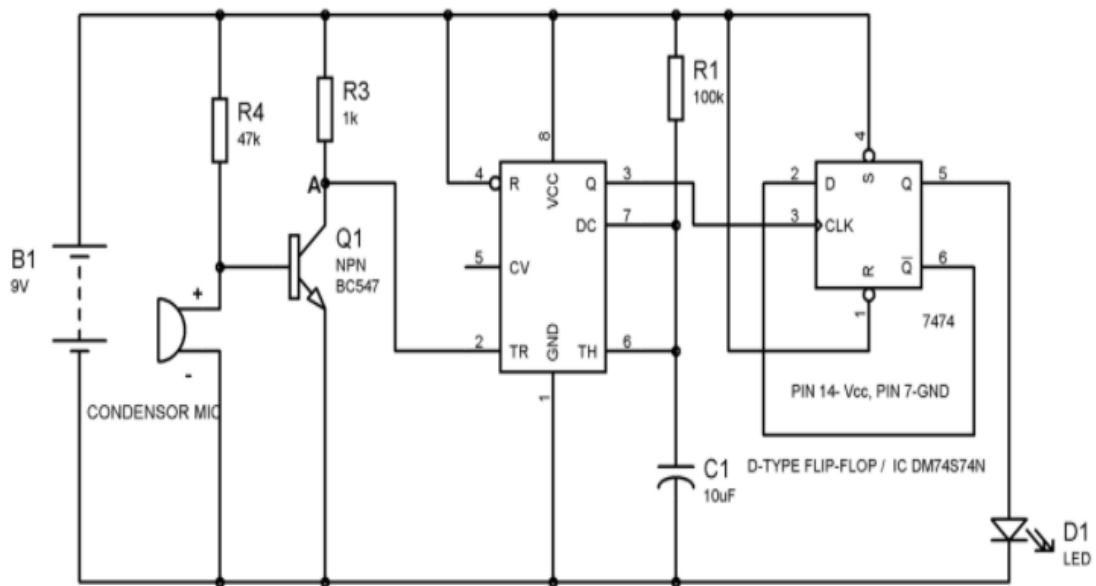 R4
47k
R3
1k
R1
100k
A
B1
9V
+
-
CONDENSOR MIC
Q1
NPN
BC547
8
VCC
4
R
Q
3
DC
7
5
CV
2
TR
GND
TH
6
1
C1
10uF
4
S
2
D
Q
5
3
CLK
Q
6
R
1
7474
PIN 14- Vcc, PIN 7-GND
D-TYPE FLIP-FLOP / IC DM74S74N
D1
LED